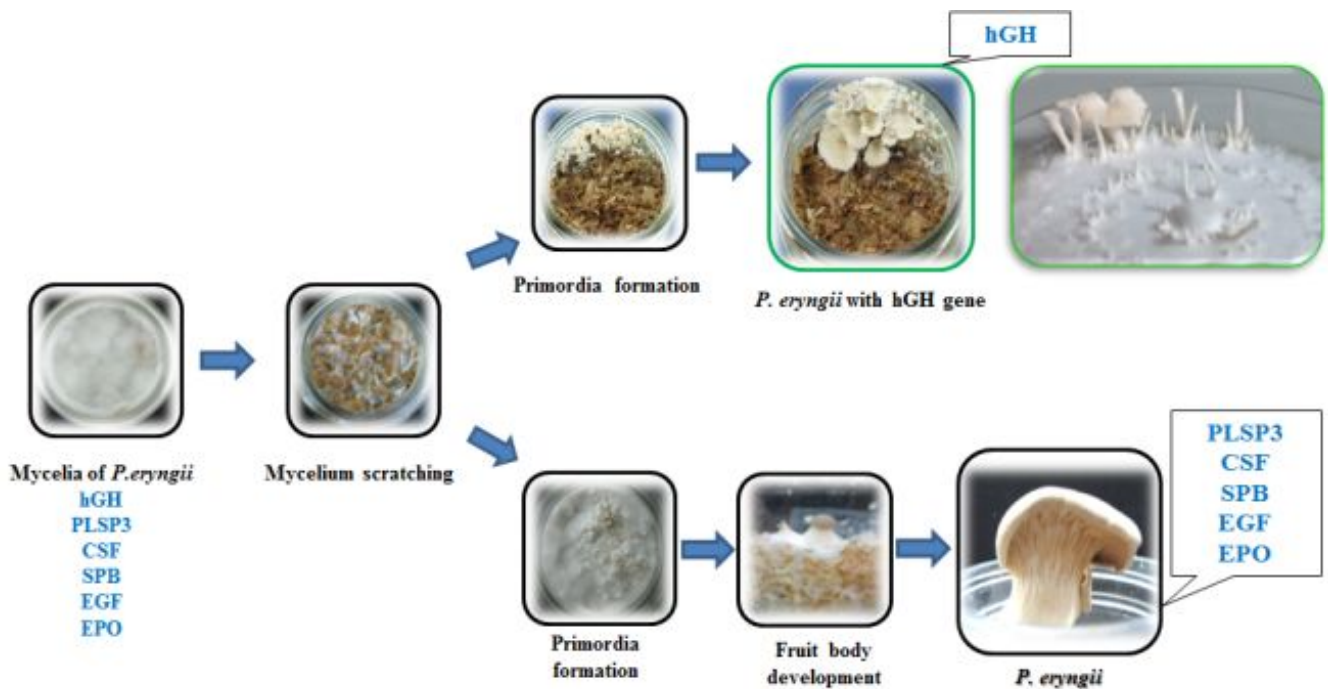 hGH
Primordia formation
P. eryngii with hGH gene
Mycelia of P.eryngii
hGH
PLSP3
CSF
SPB
EGF
EPO
Mycelium scratching
Primordia
formation
Fruit body
development
P. eryngii
PLSP3
CSF
SPB
EGF
EPO